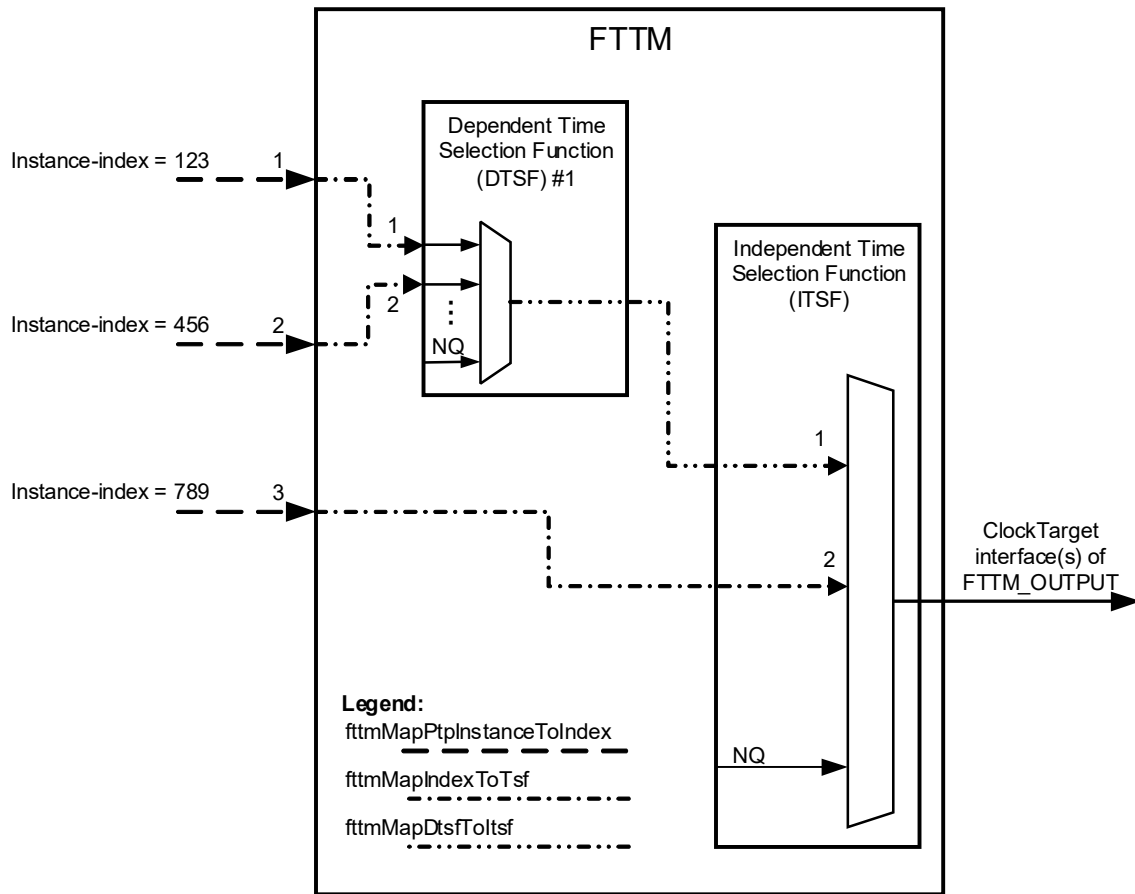 FTTM
Dependent Time
Selection Function
(DTSF) #1
Instance-index = 123
1
1
2
NQ
Instance-index = 456
2
Independent Time
Selection Function
(ITSF)
1
Instance-index = 789
3
2
ClockTarget
interface(s) of
FTTM_OUTPUT
NQ
Legend:
fttmMapPtpInstanceToIndex
fttmMapIndexToTsf
fttmMapDtsfToItsf